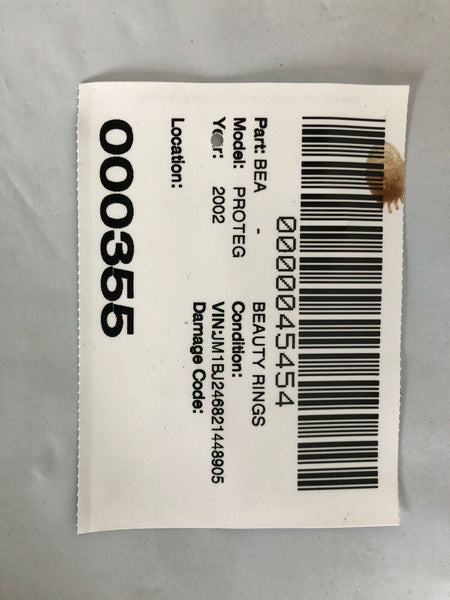 0000045454
Part: BEA - BEAUTY RINGS
Model: PROTEG Condition:
Year: 2002 VIN:JM1BJ246821448905
Damage Code:
Location:
000355